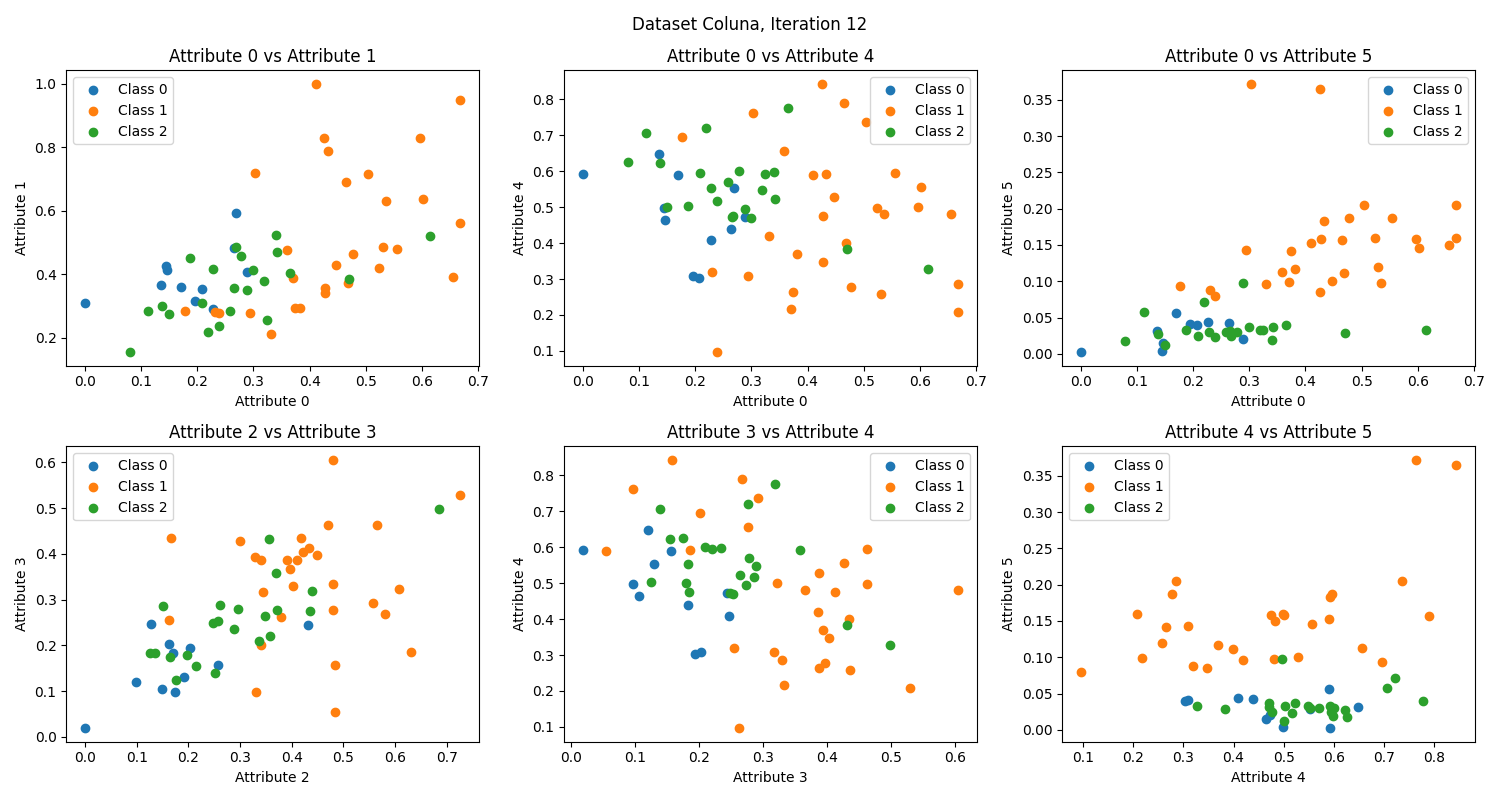 Dataset Coluna, Iteration 12
Attribute 0 vs Attribute 1
1.0
0.8
0.6
0.4
0.2
0.0 0.1 0.2 0.3 0.4 0.5 0.6 0.7
Attribute 0
Attribute 1
Class 0
Class 1
Class 2
Attribute 0 vs Attribute 4
0.8
0.7
0.6
0.5
0.4
0.3
0.2
0.1
0.0 0.1 0.2 0.3 0.4 0.5 0.6 0.7
Attribute 0
Attribute 4
Class 0
Class 1
Class 2
Attribute 0 vs Attribute 5
0.35
0.30
0.25
0.20
0.15
0.10
0.05
0.00
0.0 0.1 0.2 0.3 0.4 0.5 0.6 0.7
Attribute 0
Attribute 5
Class 0
Class 1
Class 2
Attribute 2 vs Attribute 3
0.6
0.5
0.4
0.3
0.2
0.1
0.0
0.0 0.1 0.2 0.3 0.4 0.5 0.6 0.7
Attribute 2
Attribute 3
Class 0
Class 1
Class 2
Attribute 3 vs Attribute 4
0.8
0.7
0.6
0.5
0.4
0.3
0.2
0.1
0.0 0.1 0.2 0.3 0.4 0.5 0.6
Attribute 3
Attribute 4
Class 0
Class 1
Class 2
Attribute 4 vs Attribute 5
0.35
0.30
0.25
0.20
0.15
0.10
0.05
0.00
0.1 0.2 0.3 0.4 0.5 0.6 0.7 0.8
Attribute 4
Attribute 5
Class 0
Class 1
Class 2